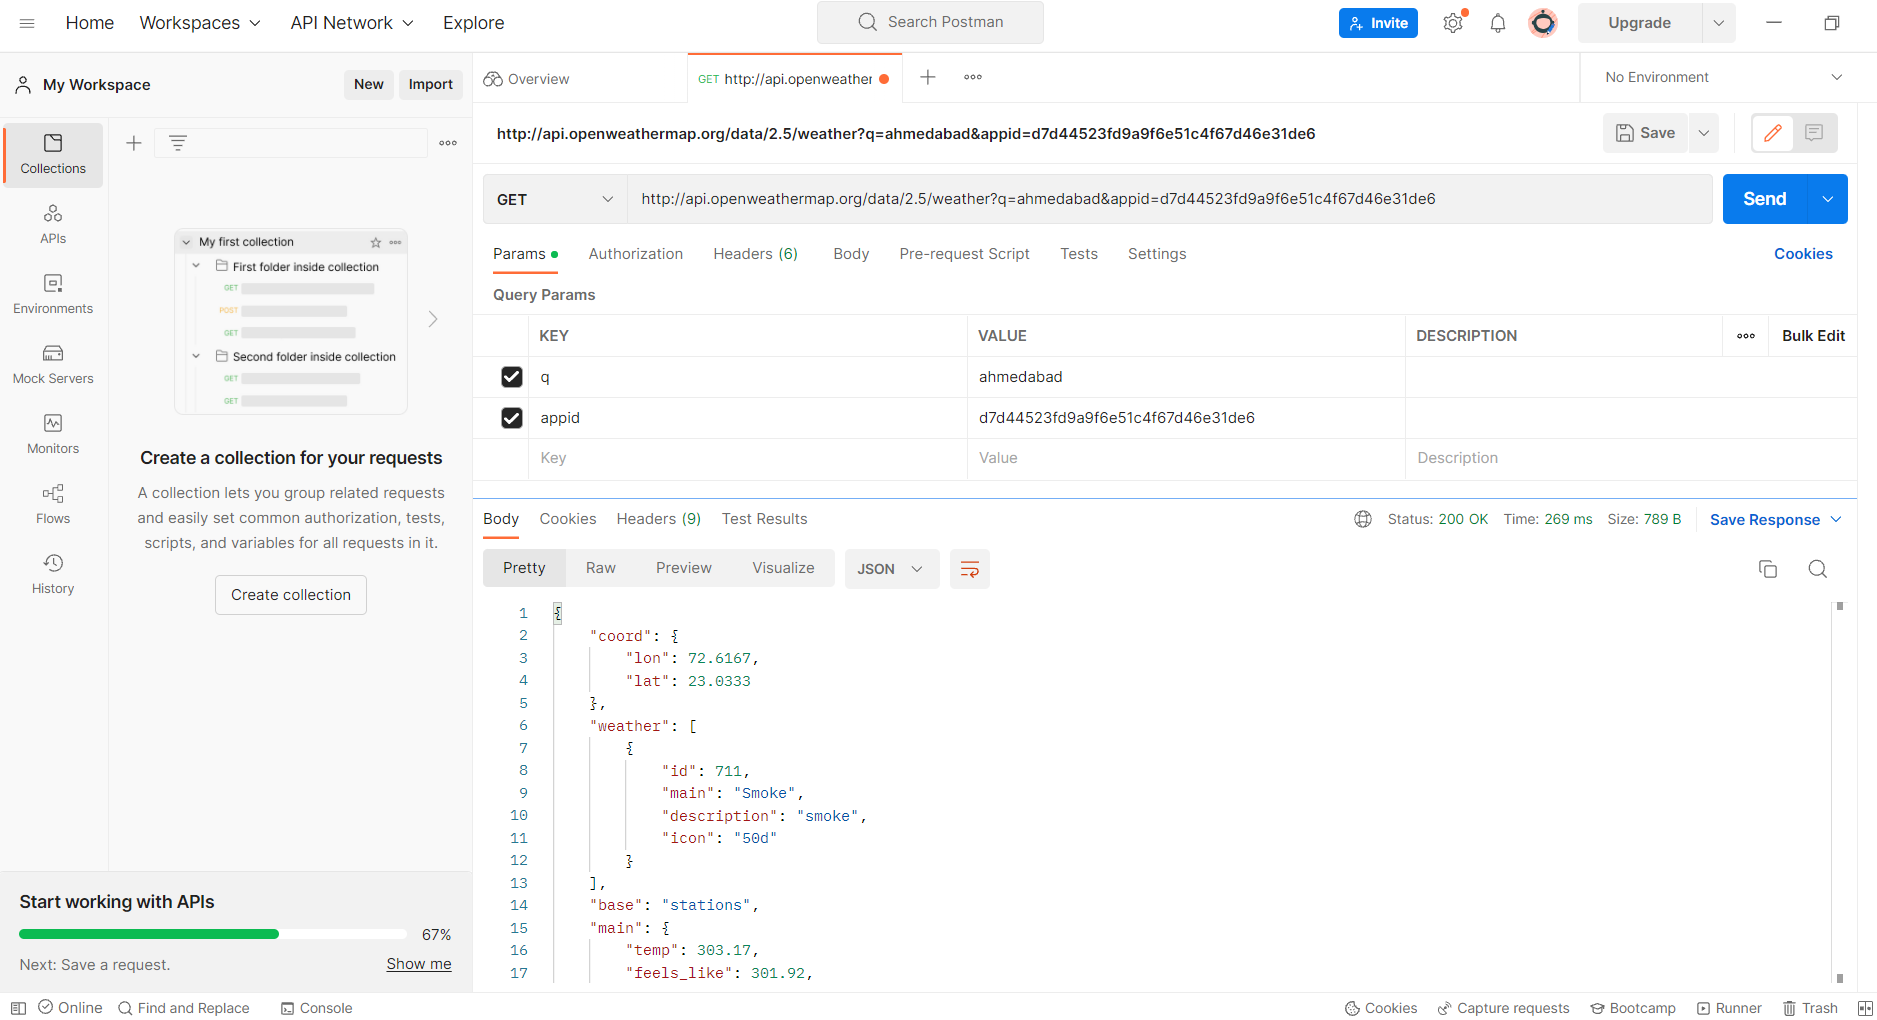 Home Workspaces API Network Explore Search Postman Invite Upgrade
My Workspace New Import
Overview GET http://api.openweather No Environment
http://api.openweathermap.org/data/2.5/weather?q=ahmedabad&appid=d7d44523fd9a9f6e51c4f67d46e31de6 Save
GET http://api.openweathermap.org/data/2.5/weather?q=ahmedabad&appid=d7d44523fd9a9f6e51c4f67d46e31de6 Send
Params Authorization Headers (6) Body Pre-request Script Tests Settings Cookies
Query Params
KEY VALUE DESCRIPTION Bulk Edit
q ahmedabad
appid d7d44523fd9a9f6e51c4f67d46e31de6
Key Value Description
Collections
APIs
Environments
Mock Servers
Monitors
Flows
History
My first collection
First folder inside collection
GET
POST
GET
Second folder inside collection
GET
GET
Create a collection for your requests
A collection lets you group related requests
and easily set common authorization, tests,
scripts, and variables for all requests in it.
Create collection
Start working with APIs
67%
Next: Save a request. Show me
Body Cookies Headers (9) Test Results Status: 200 OK Time: 269 ms Size: 789 B Save Response
Pretty Raw Preview Visualize JSON
1 {
2 "coord": {
3 "lon": 72.6167,
4 "lat": 23.0333
5 },
6 "weather": [
7 {
8 "id": 711,
9 "main": "Smoke",
10 "description": "smoke",
11 "icon": "50d"
12 }
13 ],
14 "base": "stations",
15 "main": {
16 "temp": 303.17,
17 "feels_like": 301.92,
Online Find and Replace Console Cookies Capture requests Bootcamp Runner Trash